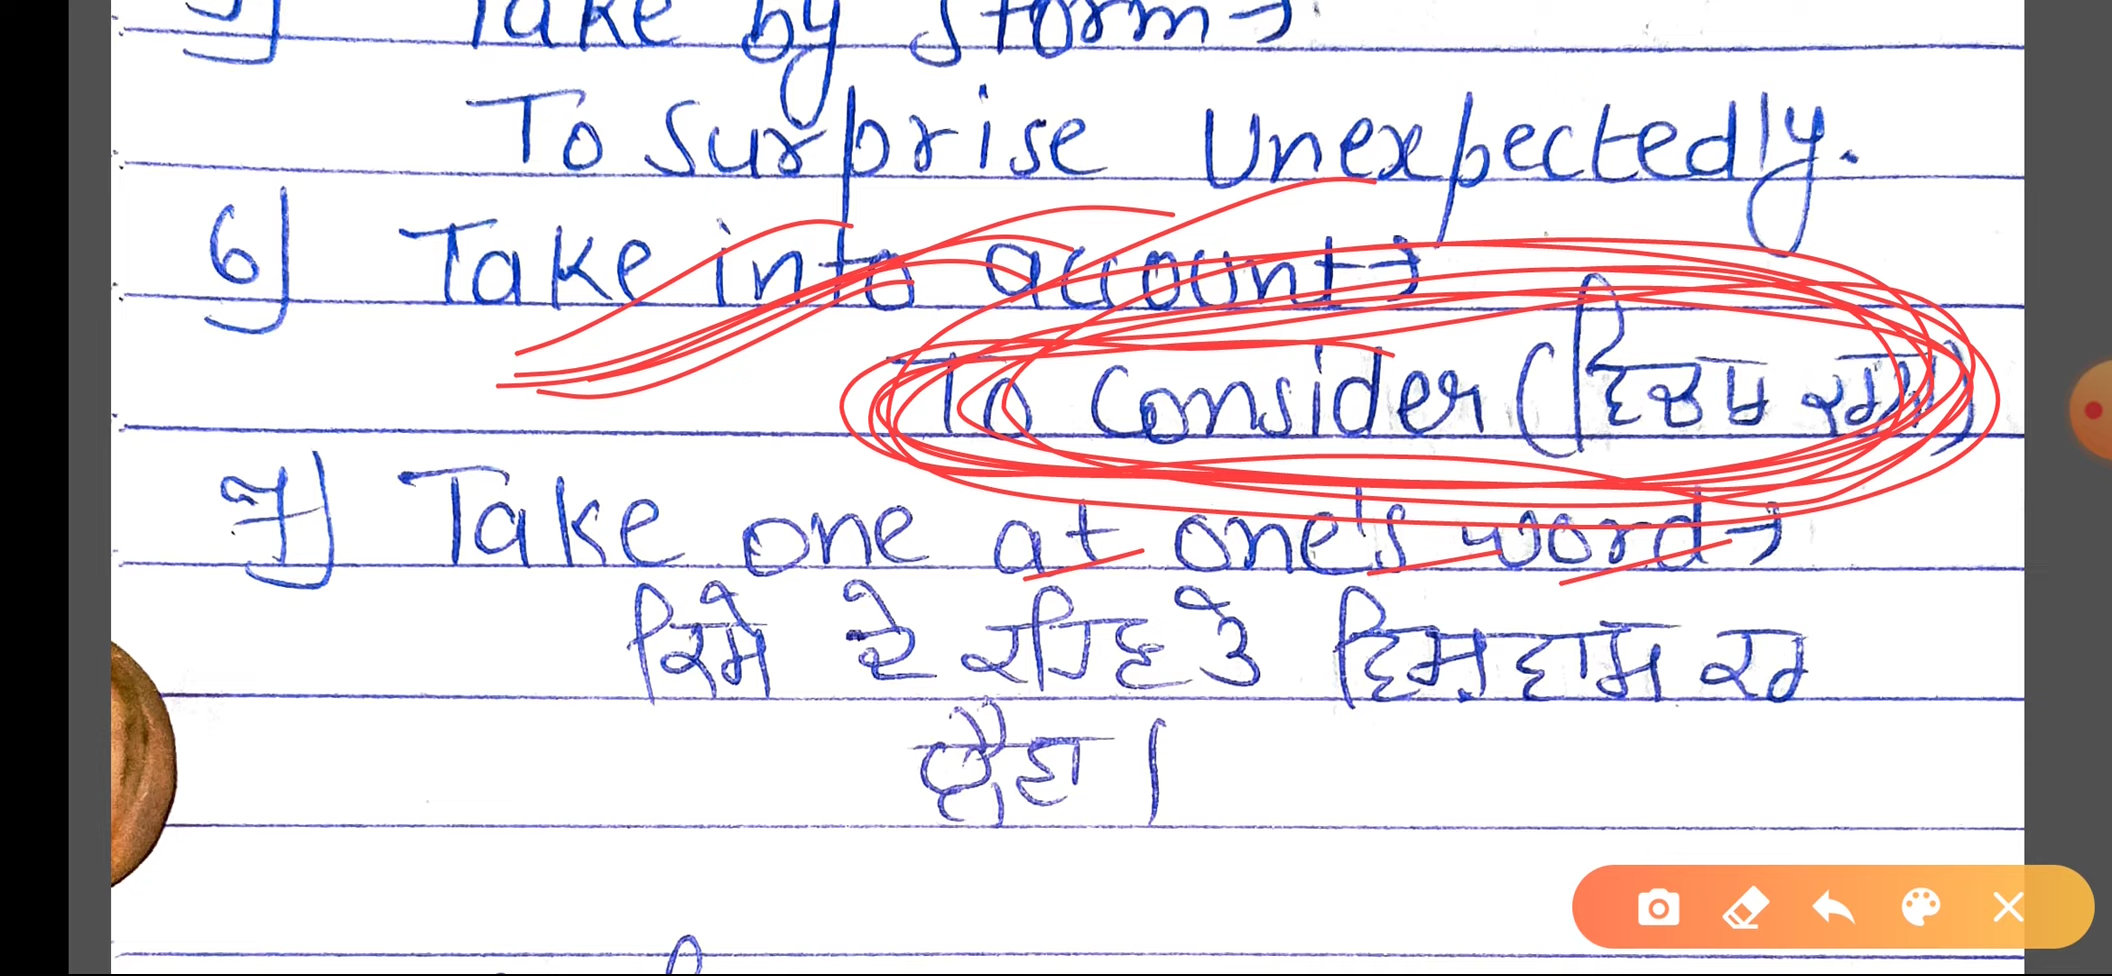 5) Take by storm→
To surprise Unexpectedly.
6) Take into account→
To Consider (
7) Take one at one's word→
ਕਿਸੇ ਦੇ ਕਹਿਣ ਤੇ ਵਿਸ਼ਵਾਸ ਕਰ
ਲੈਣਾ।